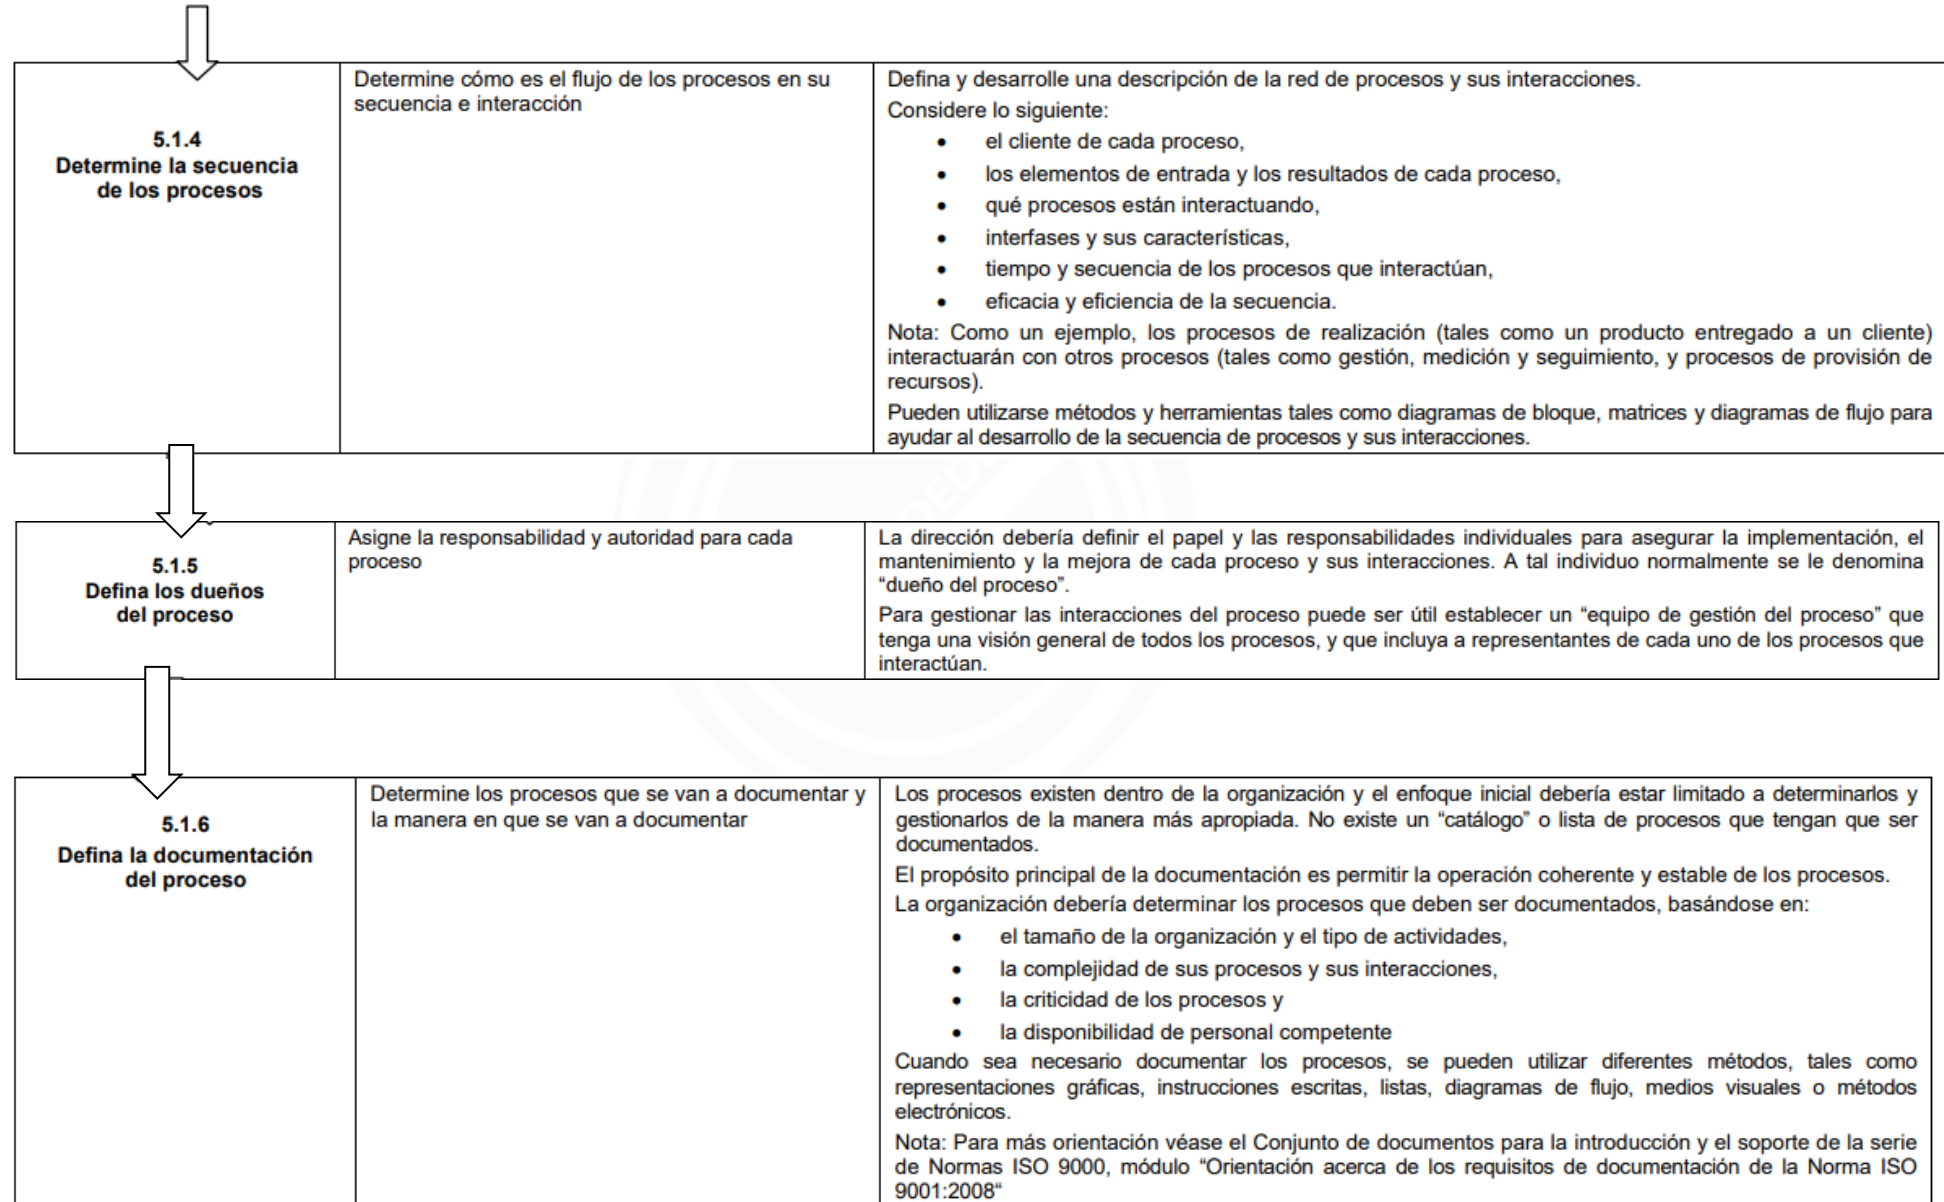 5.1.4
Determine la secuencia
de los procesos
Determine cómo es el flujo de los procesos en su
secuencia e interacción
Defina y desarrolle una descripción de la red de procesos y sus interacciones.
Considere lo siguiente:
• el cliente de cada proceso,
• los elementos de entrada y los resultados de cada proceso,
• qué procesos están interactuando,
• interfases y sus características,
• tiempo y secuencia de los procesos que interactúan,
• eficacia y eficiencia de la secuencia.
Nota: Como un ejemplo, los procesos de realización (tales como un producto entregado a un cliente)
interactuarán con otros procesos (tales como gestión, medición y seguimiento, y procesos de provisión de
recursos).
Pueden utilizarse métodos y herramientas tales como diagramas de bloque, matrices y diagramas de flujo para
ayudar al desarrollo de la secuencia de procesos y sus interacciones.
5.1.5
Defina los dueños
del proceso
Asigne la responsabilidad y autoridad para cada
proceso
La dirección debería definir el papel y las responsabilidades individuales para asegurar la implementación, el
mantenimiento y la mejora de cada proceso y sus interacciones. A tal individuo normalmente se le denomina
“dueño del proceso”.
Para gestionar las interacciones del proceso puede ser útil establecer un “equipo de gestión del proceso” que
tenga una visión general de todos los procesos, y que incluya a representantes de cada uno de los procesos que
interactúan.
5.1.6
Defina la documentación
del proceso
Determine los procesos que se van a documentar y
la manera en que se van a documentar
Los procesos existen dentro de la organización y el enfoque inicial debería estar limitado a determinarlos y
gestionarlos de la manera más apropiada. No existe un “catálogo” o lista de procesos que tengan que ser
documentados.
El propósito principal de la documentación es permitir la operación coherente y estable de los procesos.
La organización debería determinar los procesos que deben ser documentados, basándose en:
• el tamaño de la organización y el tipo de actividades,
• la complejidad de sus procesos y sus interacciones,
• la criticidad de los procesos y
• la disponibilidad de personal competente
Cuando sea necesario documentar los procesos, se pueden utilizar diferentes métodos, tales como
representaciones gráficas, instrucciones escritas, listas, diagramas de flujo, medios visuales o métodos
electrónicos.
Nota: Para más orientación véase el Conjunto de documentos para la introducción y el soporte de la serie
de Normas ISO 9000, módulo “Orientación acerca de los requisitos de documentación de la Norma ISO
9001:2008“